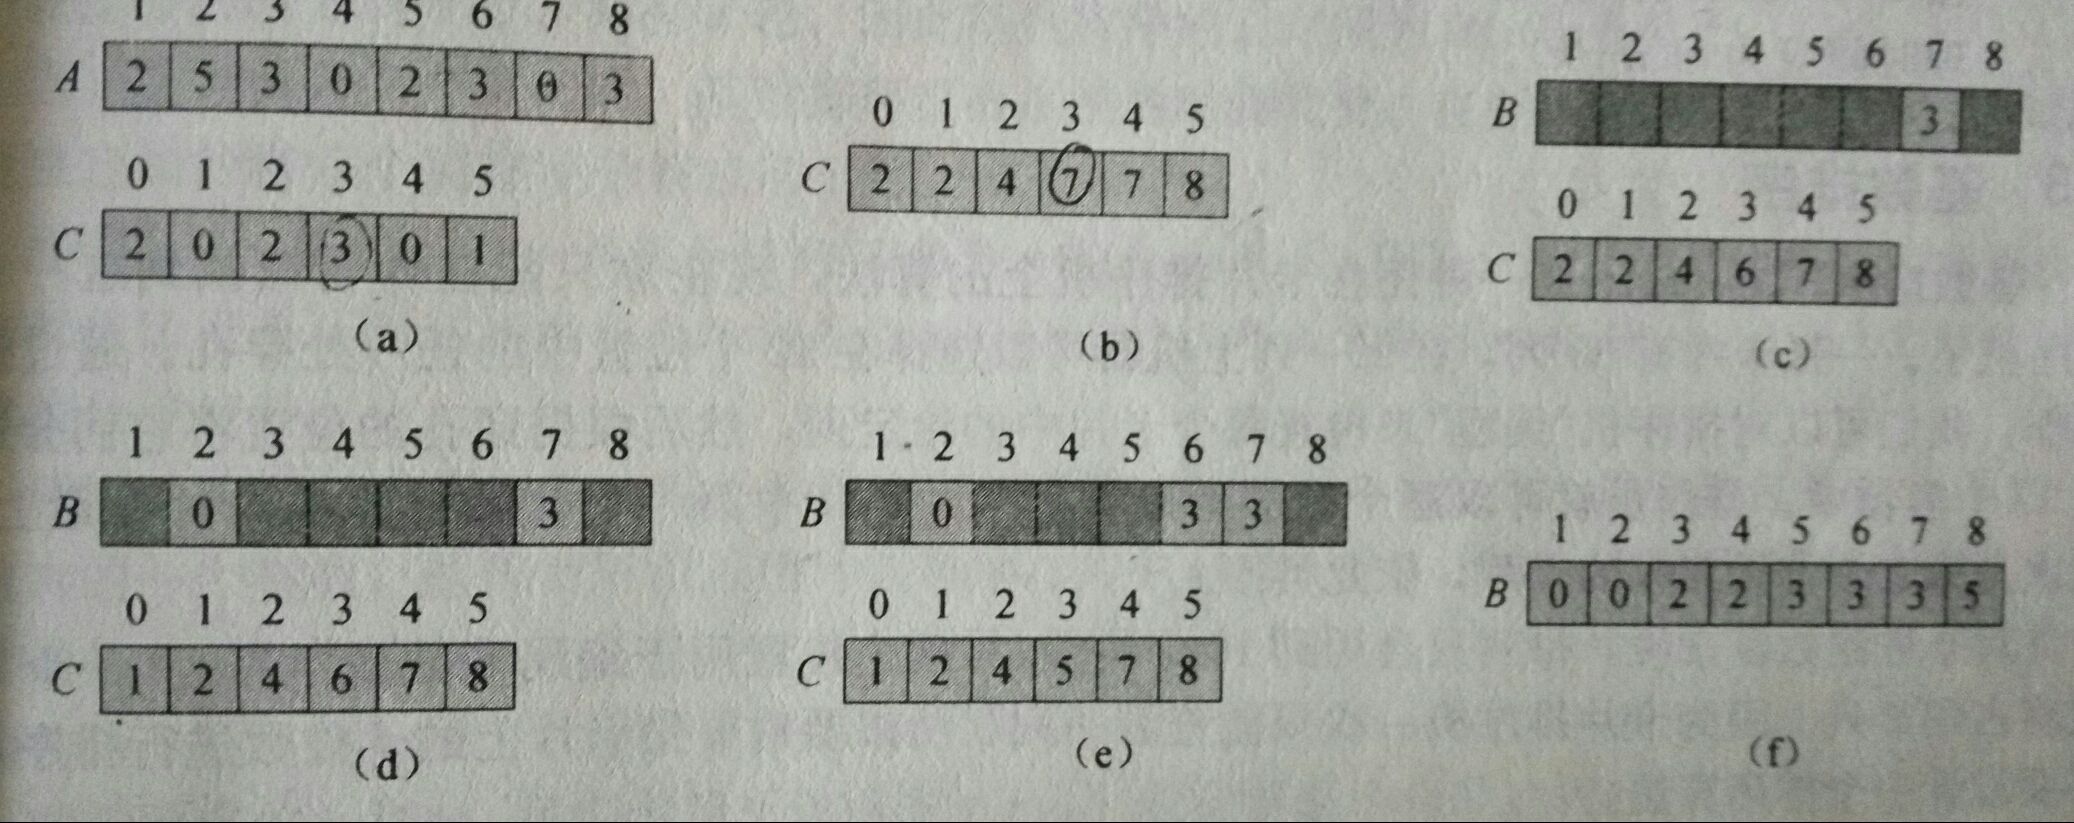 1 2 3 4 5 6 7 8
A 2 5 3 0 2 3 0 3
0 1 2 3 4 5
C 2 0 2 3 0 1
(a)
0 1 2 3 4 5
C 2 2 4 7 7 8
(b)
1 2 3 4 5 6 7 8
B 3
0 1 2 3 4 5
C 2 2 4 6 7 8
(c)
1 2 3 4 5 6 7 8
B 0 3
0 1 2 3 4 5
C 1 2 4 6 7 8
(d)
1 2 3 4 5 6 7 8
B 0 3 3
0 1 2 3 4 5
C 1 2 4 5 7 8
(e)
1 2 3 4 5 6 7 8
B 0 0 2 2 3 3 3 5
(f)